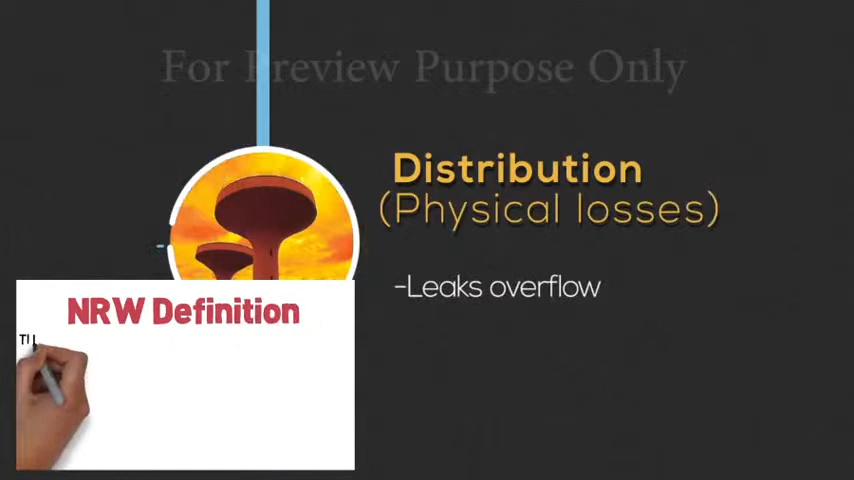 For Preview Purpose Only
Distribution
(Physical losses)
-Leaks overflow
NRW Definition